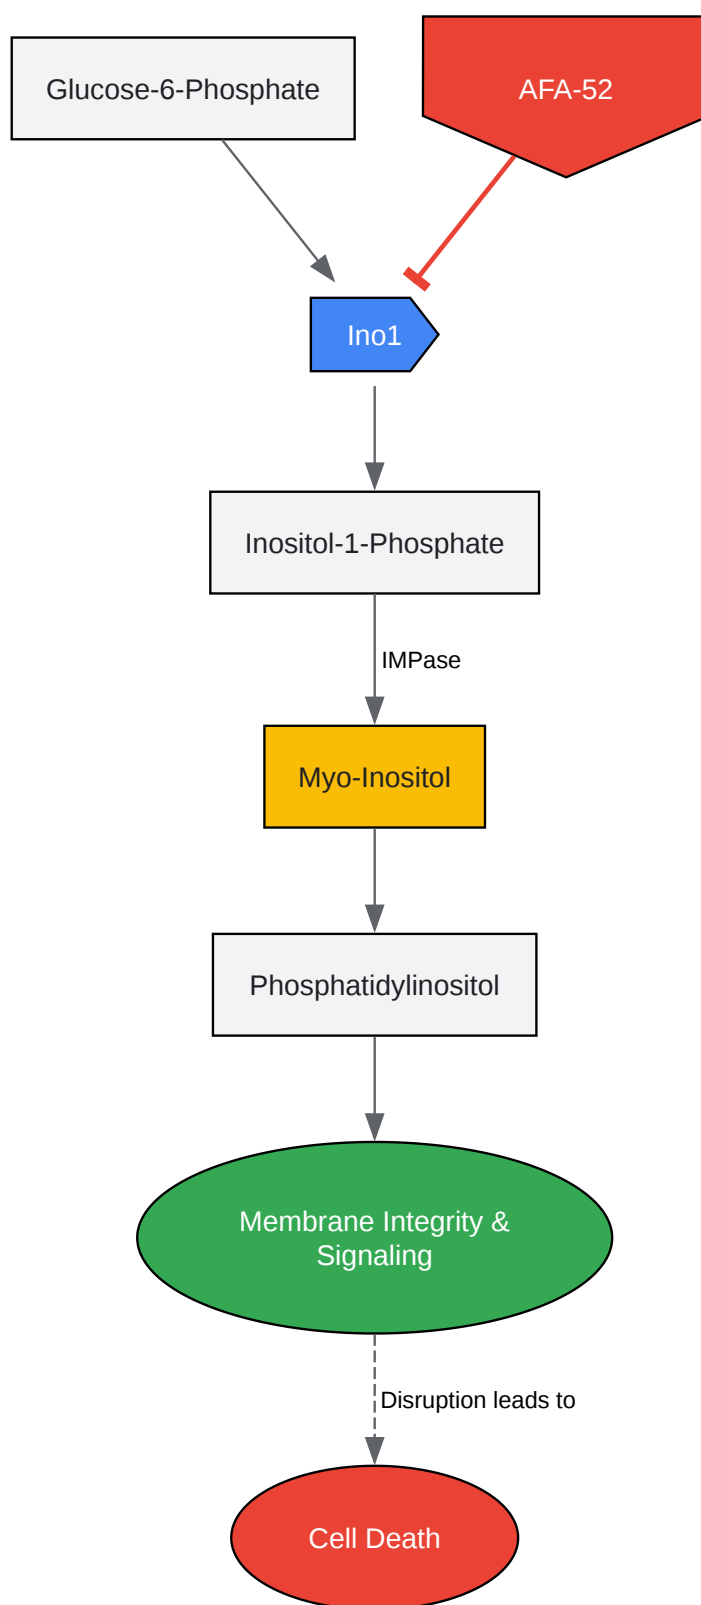 Glucose-6-Phosphate
AFA-52
Ino1
Inositol-1-Phosphate
IMPase
Myo-Inositol
Phosphatidylinositol
Membrane Integrity &
Signaling
Disruption leads to
Cell Death